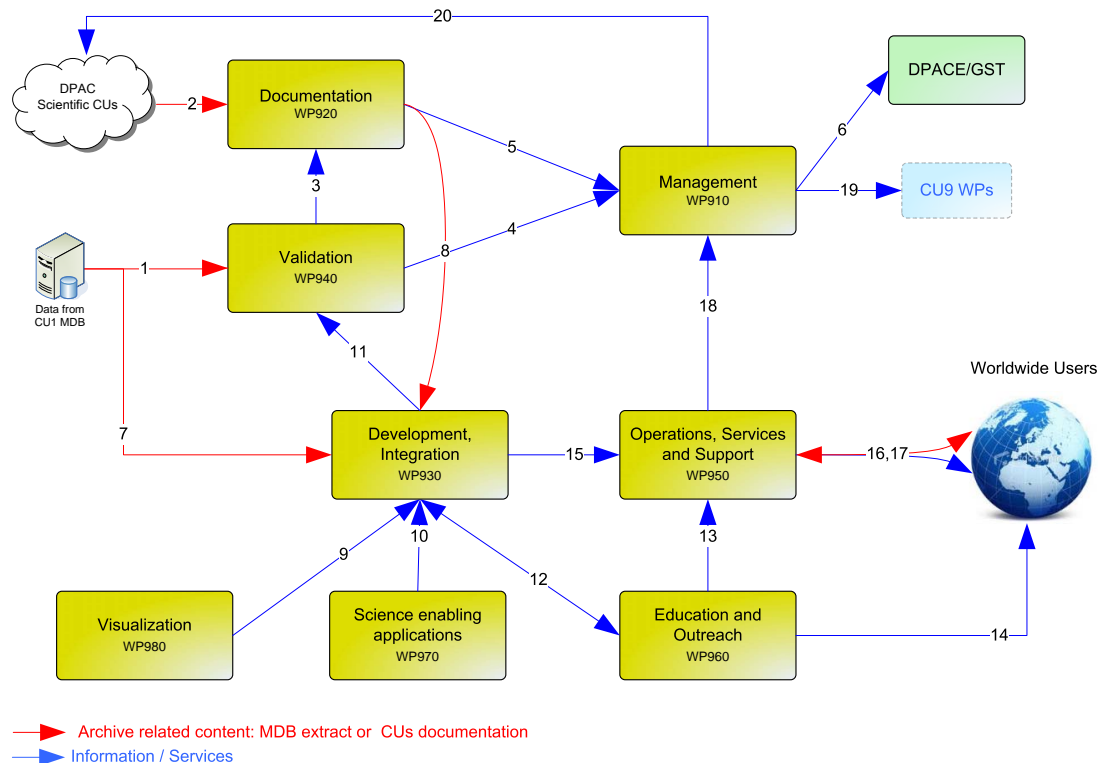 20
DPAC
Scientific CUs
2
Documentation
WP920
5
DPACE/GST
6
Management
WP910
19
CU9 WPs
3
4
8
Validation
WP940
1
Data from
CU1 MDB
18
11
7
Worldwide Users
Development,
Integration
WP930
15
Operations, Services
and Support
WP950
16,17
9
10
12
13
Visualization
WP980
Science enabling
applications
WP970
Education and
Outreach
WP960
14
Archive related content: MDB extract or CUs documentation
Information / Services